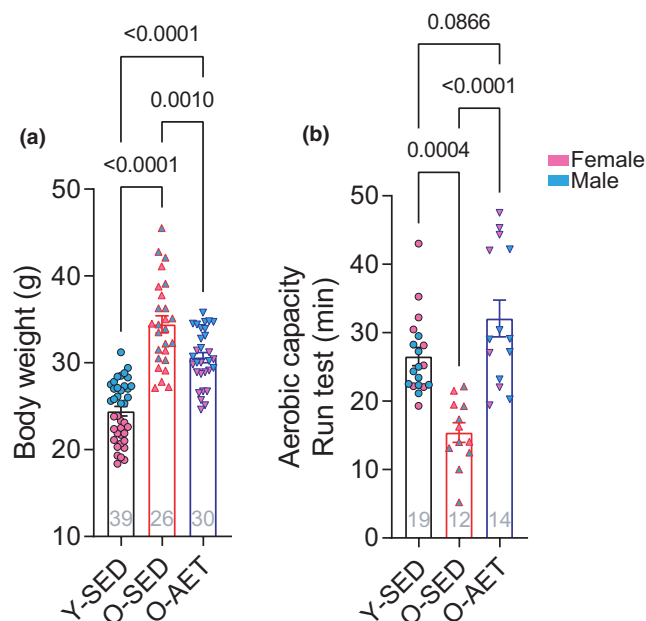 (a)
<0.0001
0.0010
<0.0001
Body weight (g)
50
40
30
20
10
39 26 30
Y-SED O-SED O-AET
(b)
0.0866
<0.0001
0.0004
Aerobic capacity
Run test (min)
50
40
30
20
10
0
19 12 14
Y-SED O-SED O-AET
Female
Male